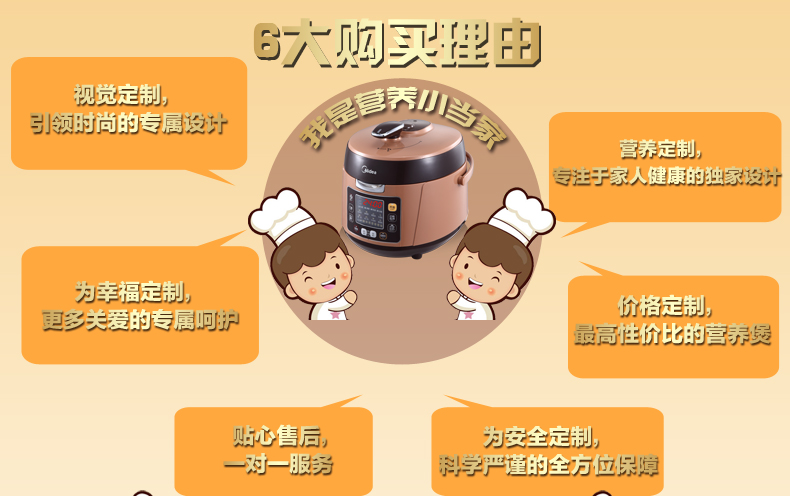 6大购买理由
我是营养小当家
视觉定制,
引领时尚的专属设计
营养定制,
专注于家人健康的独家设计
Midea
为幸福定制,
更多关爱的专属呵护
价格定制,
最高性价比的营养煲
贴心售后,
一对一服务
为安全定制,
科学严谨的全方位保障